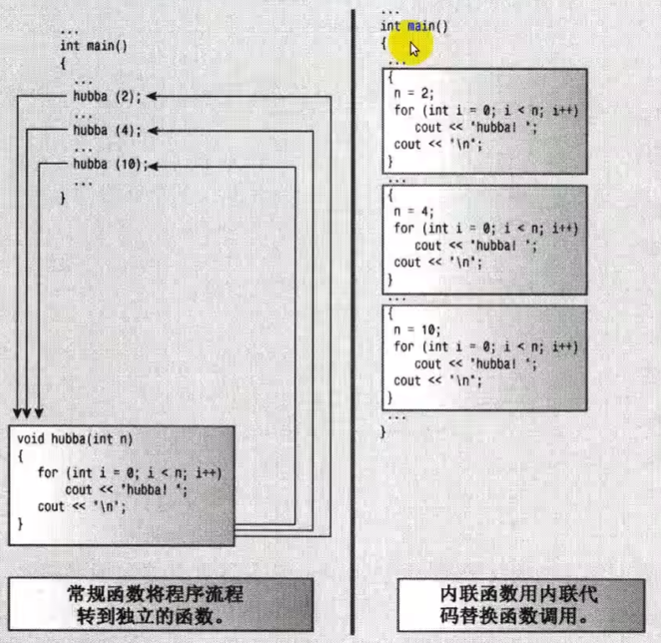 ...
int main()
{
...
hubba (2);
...
hubba (4);
...
hubba (10);
...
}
void hubba(int n)
{
for (int i = 0; i < n; i++)
cout << "hubba! ";
cout << "\n";
}
常规函数将程序流程
转到独立的函数。
...
int main()
{
...
{
n = 2;
for (int i = 0; i < n; i++)
cout << "hubba! ";
cout << "\n";
}
...
{
n = 4;
for (int i = 0; i < n; i++)
cout << "hubba! ";
cout << "\n";
}
...
{
n = 10;
for (int i = 0; i < n; i++)
cout << "hubba! ";
cout << "\n";
}
...
}
内联函数用内联代
码替换函数调用。